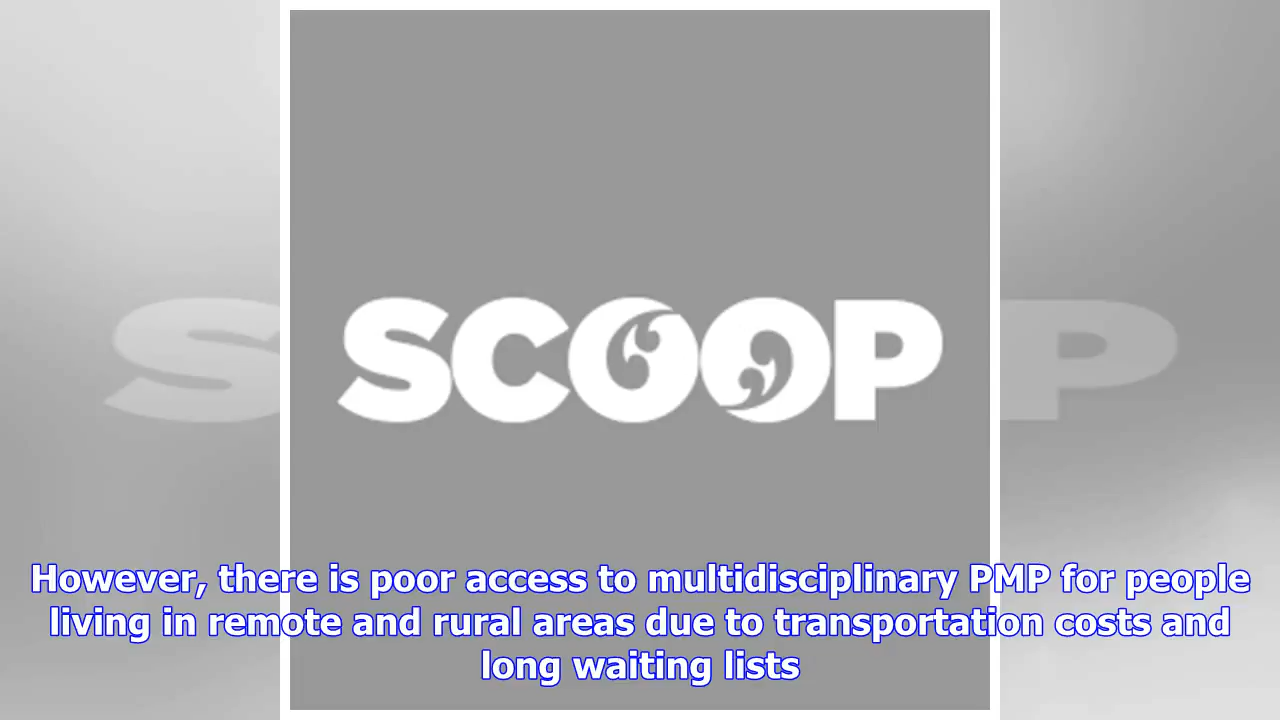 SCOOP
However, there is poor access to multidisciplinary PMP for people
living in remote and rural areas due to transportation costs and
long waiting lists